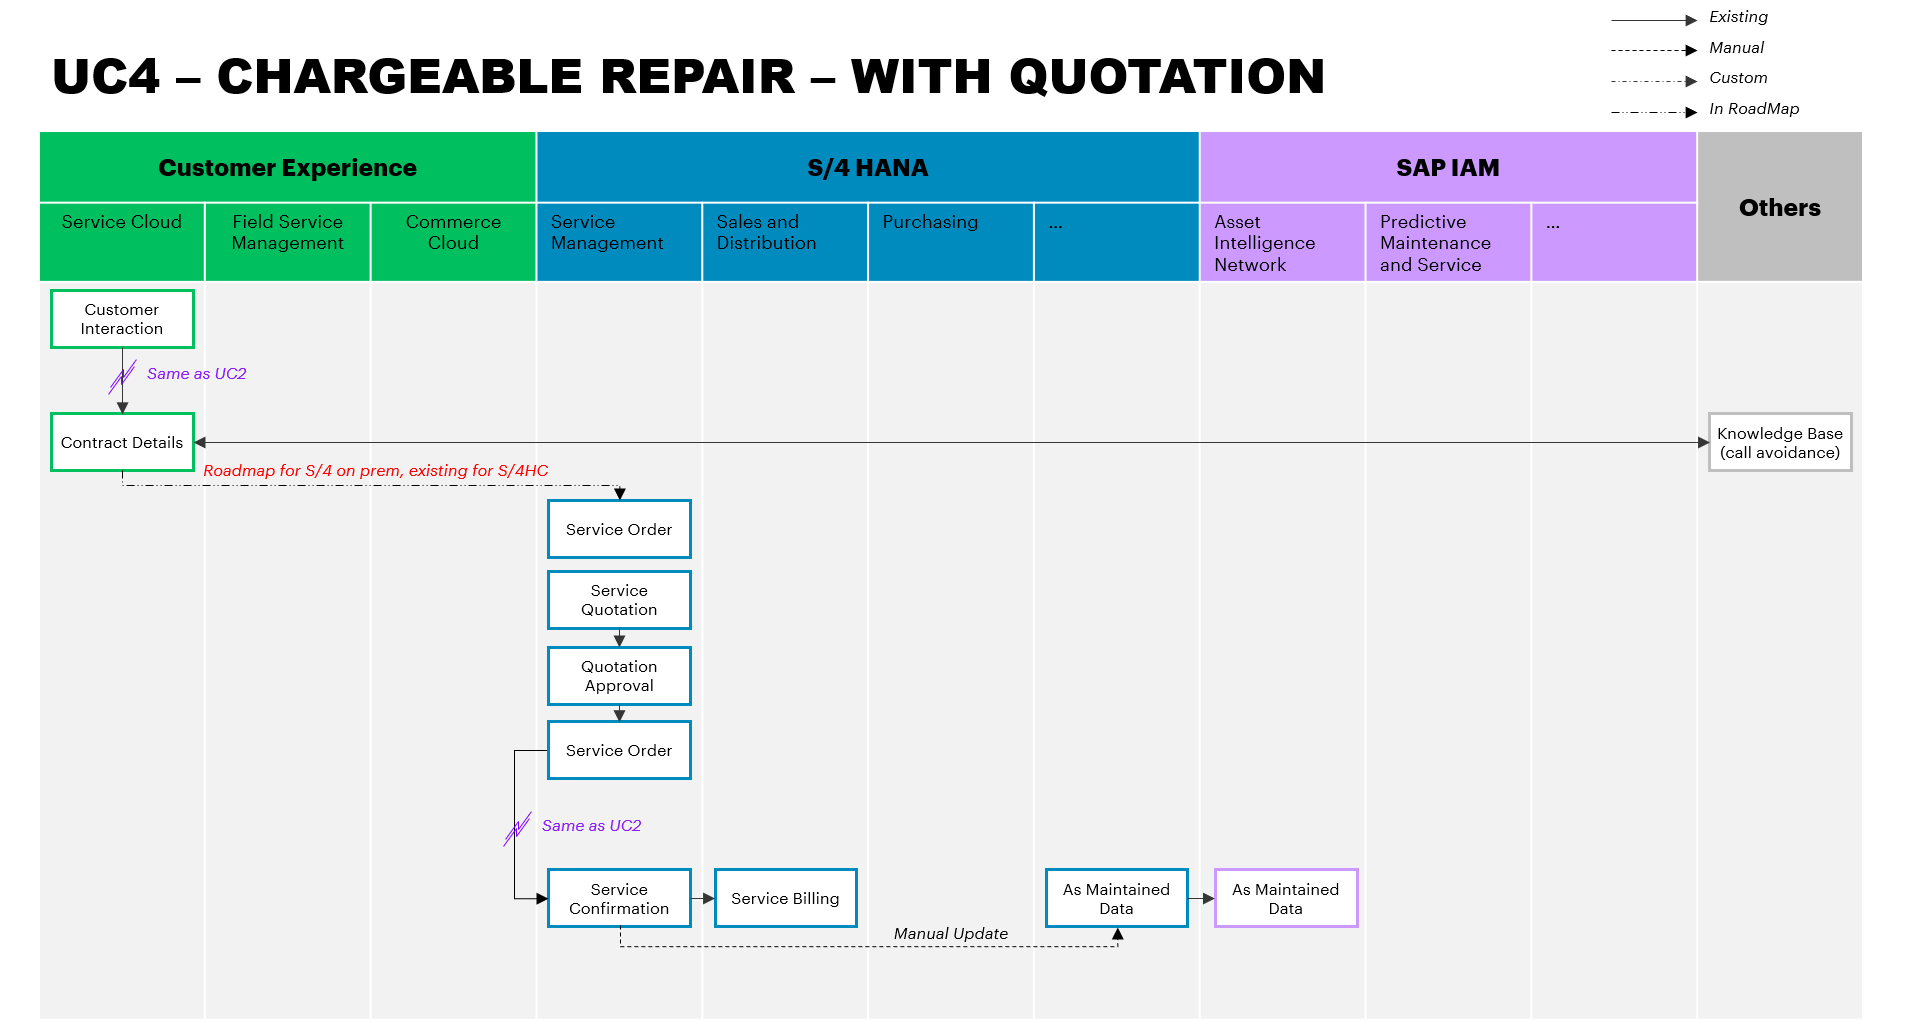 Existing
Manual
Custom
In RoadMap
UC4 – CHARGEABLE REPAIR – WITH QUOTATION
Customer Experience
S/4 HANA
SAP IAM
Others
Service Cloud
Field Service
Management
Commerce
Cloud
Service
Management
Sales and
Distribution
Purchasing
...
Asset
Intelligence
Network
Predictive
Maintenance
and Service
...
Customer
Interaction
Same as UC2
Contract Details
Knowledge Base
(call avoidance)
Roadmap for S/4 on prem, existing for S/4HC
Service Order
Service
Quotation
Quotation
Approval
Service Order
Same as UC2
Service
Confirmation
Service Billing
As Maintained
Data
As Maintained
Data
Manual Update